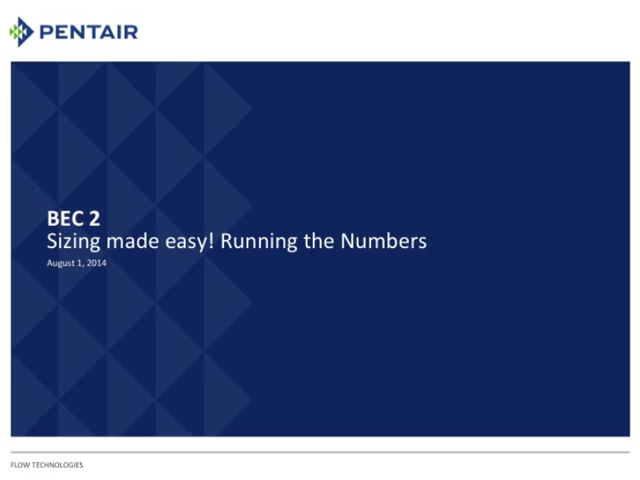 PENTAIR
BEC 2
Sizing made easy! Running the Numbers
August 1, 2014
FLOW TECHNOLOGIES